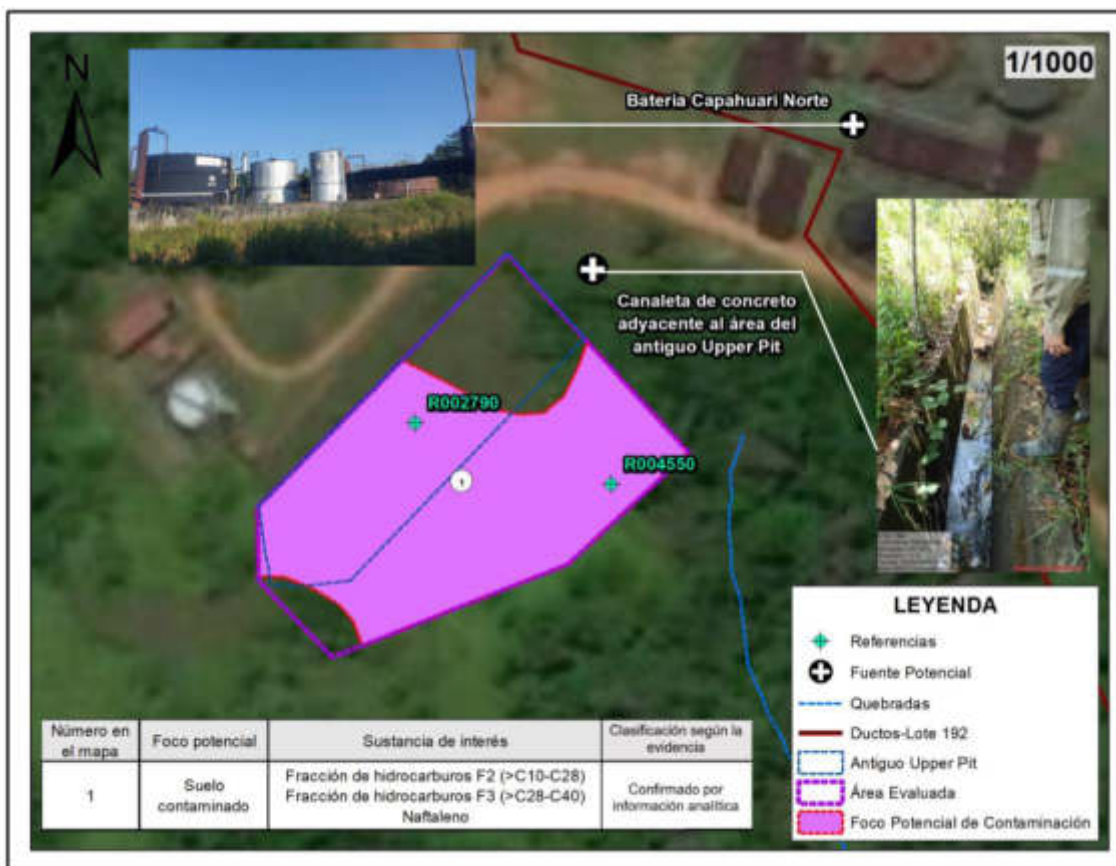 N
1/1000
Batería Capahuari Norte
Canaleta de concreto
adyacente al área del
antiguo Upper Pit
R002790
R004550
1
LEYENDA
Referencias
Fuente Potencial
Quebradas
Ductos-Lote 192
Antiguo Upper Pit
Área Evaluada
Foco Potencial de Contaminación
Número en el mapa
Foco potencial
Sustancia de interés
Clasificación según la evidencia
1
Suelo contaminado
Fracción de hidrocarburos F2 (>C10-C28)
Fracción de hidrocarburos F3 (>C28-C40)
Naftaleno
Confirmado por información analítica